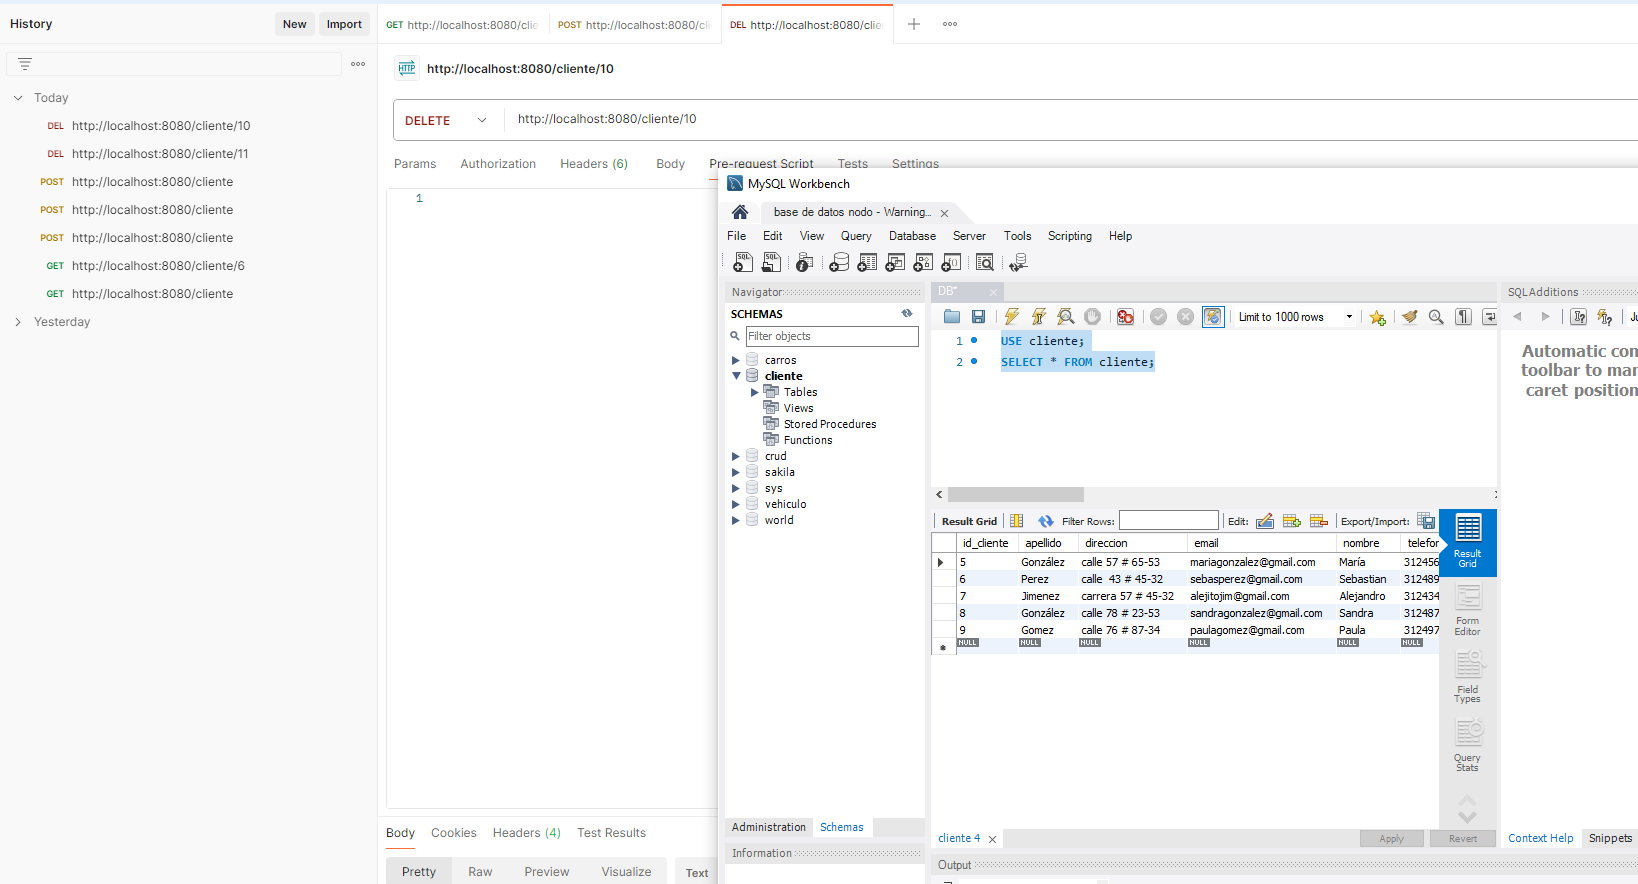 History
New
Import
GET http://localhost:8080/clie
POST http://localhost:8080/cli
DEL http://localhost:8080/clie
HTTP http://localhost:8080/cliente/10
Today
DEL http://localhost:8080/cliente/10
DEL http://localhost:8080/cliente/11
POST http://localhost:8080/cliente
POST http://localhost:8080/cliente
POST http://localhost:8080/cliente
GET http://localhost:8080/cliente/6
GET http://localhost:8080/cliente
Yesterday
DELETE http://localhost:8080/cliente/10
Params Authorization Headers (6) Body Pre-request Script Tests Settings
1
Body Cookies Headers (4) Test Results
Pretty Raw Preview Visualize Text
MySQL Workbench
base de datos nodo - Warning...
File Edit View Query Database Server Tools Scripting Help
Navigator
SCHEMAS
Filter objects
carros
cliente
Tables
Views
Stored Procedures
Functions
crud
sakila
sys
vehiculo
world
Administration Schemas
Information
DB*
Limit to 1000 rows
1 USE cliente;
2 SELECT * FROM cliente;
Result Grid Filter Rows: Edit: Export/Import:
id_cliente apellido direccion email nombre telefor
5 González calle 57 # 65-53 mariagonzalez@gmail.com María 312456
6 Perez calle  43 # 45-32 sebasperez@gmail.com Sebastian 312489
7 Jimenez carrera 57 # 45-32 alejitojim@gmail.com Alejandro 312434
8 González calle 78 # 23-53 sandragonzalez@gmail.com Sandra 312487
9 Gomez calle 76 # 87-34 paulagomez@gmail.com Paula 312497
NULL NULL NULL NULL NULL NULL
Result
Grid
Form
Editor
Field
Types
Query
Stats
cliente 4
Apply Revert
Output
SQLAdditions
Ju
Automatic con
toolbar to mar
caret position
Context Help Snippets